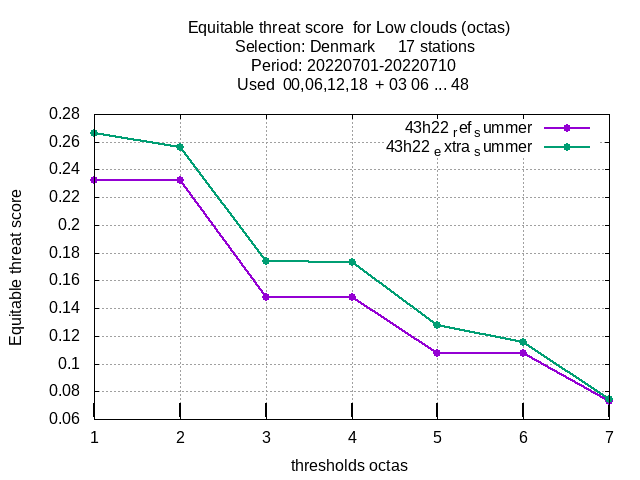 Equitable threat score for Low clouds (octas)
Selection: Denmark 17 stations
Period: 20220701-20220710
Used 00,06,12,18 + 03 06 ... 48
0.28
0.26
0.24
0.22
0.2
0.18
0.16
0.14
0.12
0.1
0.08
0.06
Equitable threat score
43h22 ref summer
43h22 extra summer
1 2 3 4 5 6 7
thresholds octas